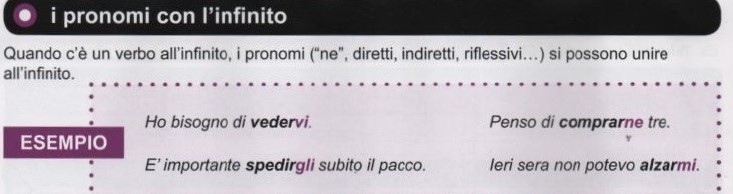 i pronomi con l'infinito
Quando c'è un verbo all'infinito, i pronomi ("ne", diretti, indiretti, riflessivi...) si possono unire
all'infinito.
ESEMPIO
Ho bisogno di vedervi.
Penso di comprarne tre.
E' importante spedirgli subito il pacco.
Ieri sera non potevo alzarmi.